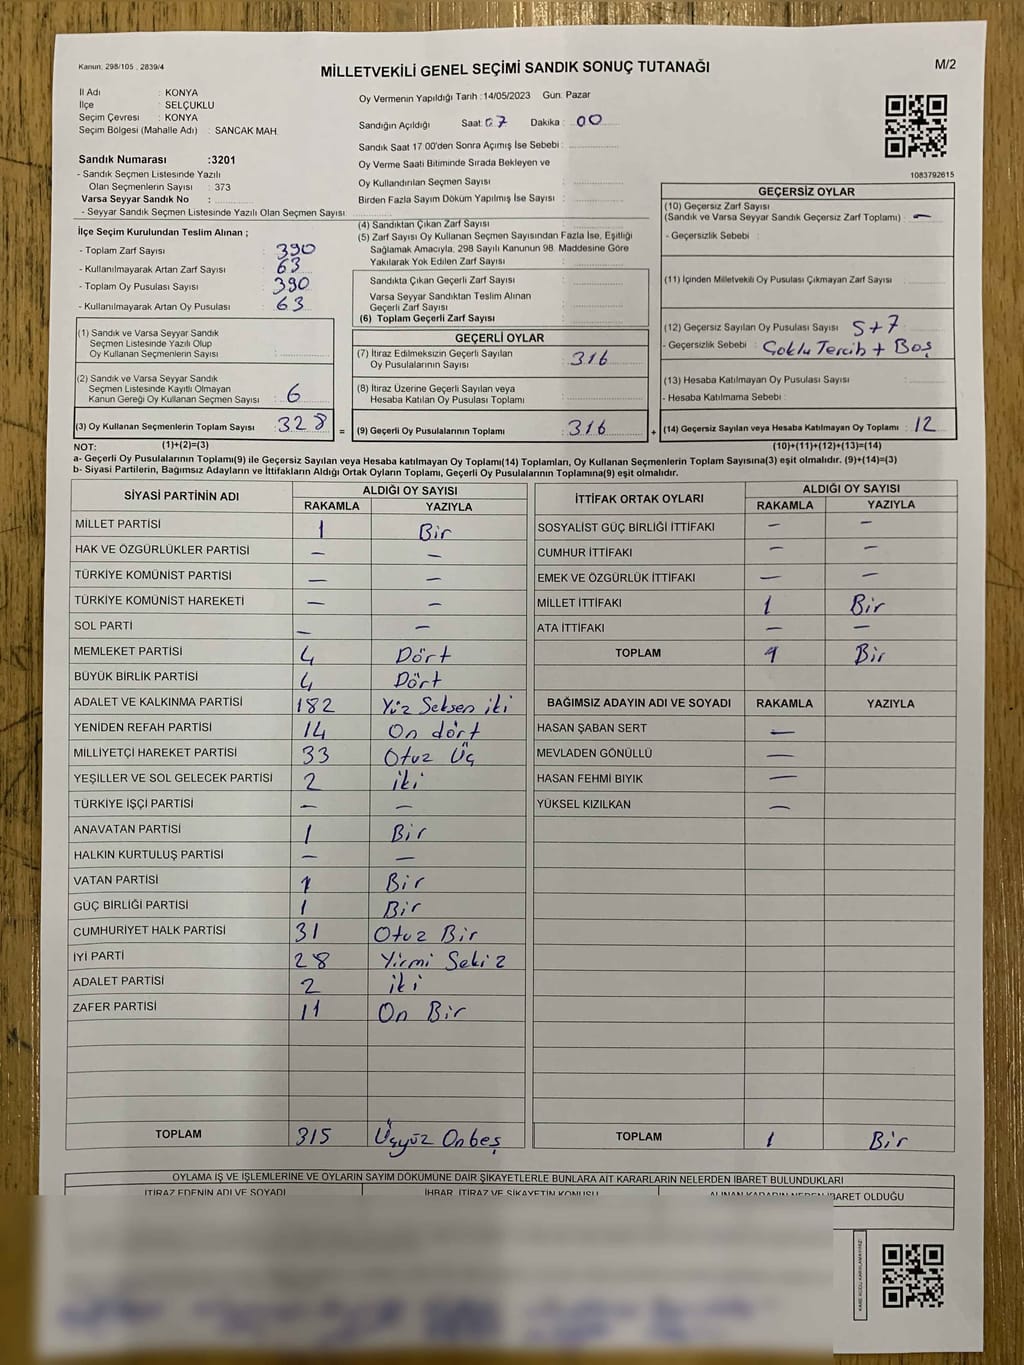 Kanun. 298/105 , 2839/4
MİLLETVEKİLİ GENEL SEÇİMİ SANDIK SONUÇ TUTANAĞI
M/2
İl Adı : KONYA
İlçe : SELÇUKLU
Seçim Çevresi : KONYA
Seçim Bölgesi (Mahalle Adı) : SANCAK MAH.
Sandık Numarası :3201
- Sandık Seçmen Listesinde Yazılı
Olan Seçmenlerin Sayısı : 373
Varsa Seyyar Sandık No :
- Seyyar Sandık Seçmen Listesinde Yazılı Olan Seçmen Sayısı
İlçe Seçim Kurulundan Teslim Alınan ;
- Toplam Zarf Sayısı : 390
- Kullanılmayarak Artan Zarf Sayısı : 63
- Toplam Oy Pusulası Sayısı : 390
- Kullanılmayarak Artan Oy Pusulası : 63
(1) Sandık ve Varsa Seyyar Sandık
Seçmen Listesinde Yazılı Olup
Oy Kullanan Seçmenlerin Sayısı :
(2) Sandık ve Varsa Seyyar Sandık
Seçmen Listesinde Kayıtlı Olmayan
Kanun Gereği Oy Kullanan Seçmen Sayısı : 6
(3) Oy Kullanan Seçmenlerin Toplam Sayısı : 328 =
Oy Vermenin Yapıldığı Tarih :14/05/2023 Gün: Pazar
Sandığın Açıldığı Saat: 07 Dakika : 00
Sandık Saat 17 00'den Sonra Açımış İse Sebebi :
Oy Verme Saati Bitiminde Sırada Bekleyen ve
Oy Kullandırılan Seçmen Sayısı :
Birden Fazla Sayım Döküm Yapılmış İse Sayısı :
(4) Sandıktan Çıkan Zarf Sayısı :
(5) Zarf Sayısı Oy Kullanan Seçmen Sayısından Fazla İse, Eşitliği
Sağlamak Amacıyla, 298 Sayılı Kanunun 98. Maddesine Göre
Yakılarak Yok Edilen Zarf Sayısı :
Sandıkta Çıkan Geçerli Zarf Sayısı :
Varsa Seyyar Sandıktan Teslim Alınan
Geçerli Zarf Sayısı :
(6) Toplam Geçerli Zarf Sayısı :
GEÇERLİ OYLAR
(7) İtiraz Edilmeksizin Geçerli Sayılan
Oy Pusulalarının Sayısı : 316
(8) İtiraz Üzerine Geçerli Sayılan veya
Hesaba Katılan Oy Pusulası Toplamı :
(9) Geçerli Oy Pusulalarının Toplamı : 316 +
1083792615
GEÇERSİZ OYLAR
(10) Geçersiz Zarf Sayısı
(Sandık ve Varsa Seyyar Sandık Geçersiz Zarf Toplamı) : —
- Geçersizlik Sebebi :
(11) İçinden Milletvekili Oy Pusulası Çıkmayan Zarf Sayısı :
(12) Geçersiz Sayılan Oy Pusulası Sayısı : 5+7
- Geçersizlik Sebebi : Çoklu Tercih + Boş
(13) Hesaba Katılmayan Oy Pusulası Sayısı :
- Hesaba Katılmama Sebebi :
(14) Geçersiz Sayılan veya Hesaba Katılmayan Oy Toplamı : 12
NOT: (1)+(2)=(3) (10)+(11)+(12)+(13)=(14)
a- Geçerli Oy Pusulalarının Toplamı(9) ile Geçersiz Sayılan veya Hesaba katılmayan Oy Toplamı(14) Toplamları, Oy Kullanan Seçmenlerin Toplam Sayısına(3) eşit olmalıdır. (9)+(14)=(3)
b- Siyasi Partilerin, Bağımsız Adayların ve İttifakların Aldığı Ortak Oyların Toplamı, Geçerli Oy Pusulalarının Toplamına(9) eşit olmalıdır.
SİYASİ PARTİNİN ADI ALDIĞI OY SAYISI
RAKAMLA YAZIYLA
MİLLET PARTİSİ 1 Bir
HAK VE ÖZGÜRLÜKLER PARTİSİ — —
TÜRKİYE KOMÜNİST PARTİSİ — —
TÜRKİYE KOMÜNİST HAREKETİ — —
SOL PARTİ — —
MEMLEKET PARTİSİ 4 Dört
BÜYÜK BİRLİK PARTİSİ 4 Dört
ADALET VE KALKINMA PARTİSİ 182 Yüz Seksen iki
YENİDEN REFAH PARTİSİ 14 On dört
MİLLİYETÇİ HAREKET PARTİSİ 33 Otuz Üç
YEŞİLLER VE SOL GELECEK PARTİSİ 2 iki
TÜRKİYE İŞÇİ PARTİSİ — —
ANAVATAN PARTİSİ 1 Bir
HALKIN KURTULUŞ PARTİSİ — —
VATAN PARTİSİ 1 Bir
GÜÇ BİRLİĞİ PARTİSİ 1 Bir
CUMHURİYET HALK PARTİSİ 31 Otuz Bir
İYİ PARTİ 28 Yirmi Sekiz
ADALET PARTİSİ 2 iki
ZAFER PARTİSİ 11 On Bir
TOPLAM 315 Üçyüz Onbeş
İTTİFAK ORTAK OYLARI ALDIĞI OY SAYISI
RAKAMLA YAZIYLA
SOSYALİST GÜÇ BİRLİĞİ İTTİFAKI — —
CUMHUR İTTİFAKI — —
EMEK VE ÖZGÜRLÜK İTTİFAKI — —
MİLLET İTTİFAKI 1 Bir
ATA İTTİFAKI — —
TOPLAM 1 Bir
BAĞIMSIZ ADAYIN ADI VE SOYADI RAKAMLA YAZIYLA
HASAN ŞABAN SERT —
MEVLADEN GÖNÜLLÜ —
HASAN FEHMİ BIYIK —
YÜKSEL KIZILKAN —
TOPLAM 1 Bir
OYLAMA İŞ VE İŞLEMLERİNE VE OYLARIN SAYIM DÖKÜMÜNE DAİR ŞİKAYETLERLE BUNLARA AİT KARARLARIN NELERDEN İBARET BULUNDUKLARI
İTİRAZ EDENİN ADI VE SOYADI İHBAR, İTİRAZ VE ŞİKAYETİN KONUSU ALINAN KARARIN NEDEN İBARET OLDUĞU